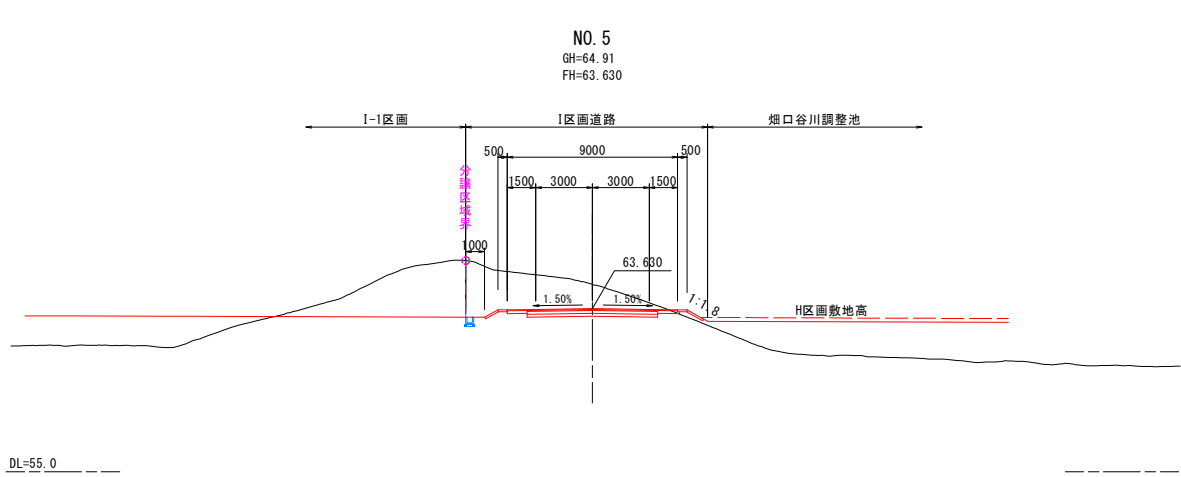 NO.5
GH=64.91
FH=63.630
I-1区画
I区画道路
畑口谷川調整池
500
9000
500
分譲区域界
1500
3000
3000
1500
1000
63.630
1.50%
1.50%
1:1.8
H区画敷地高
DL=55.0